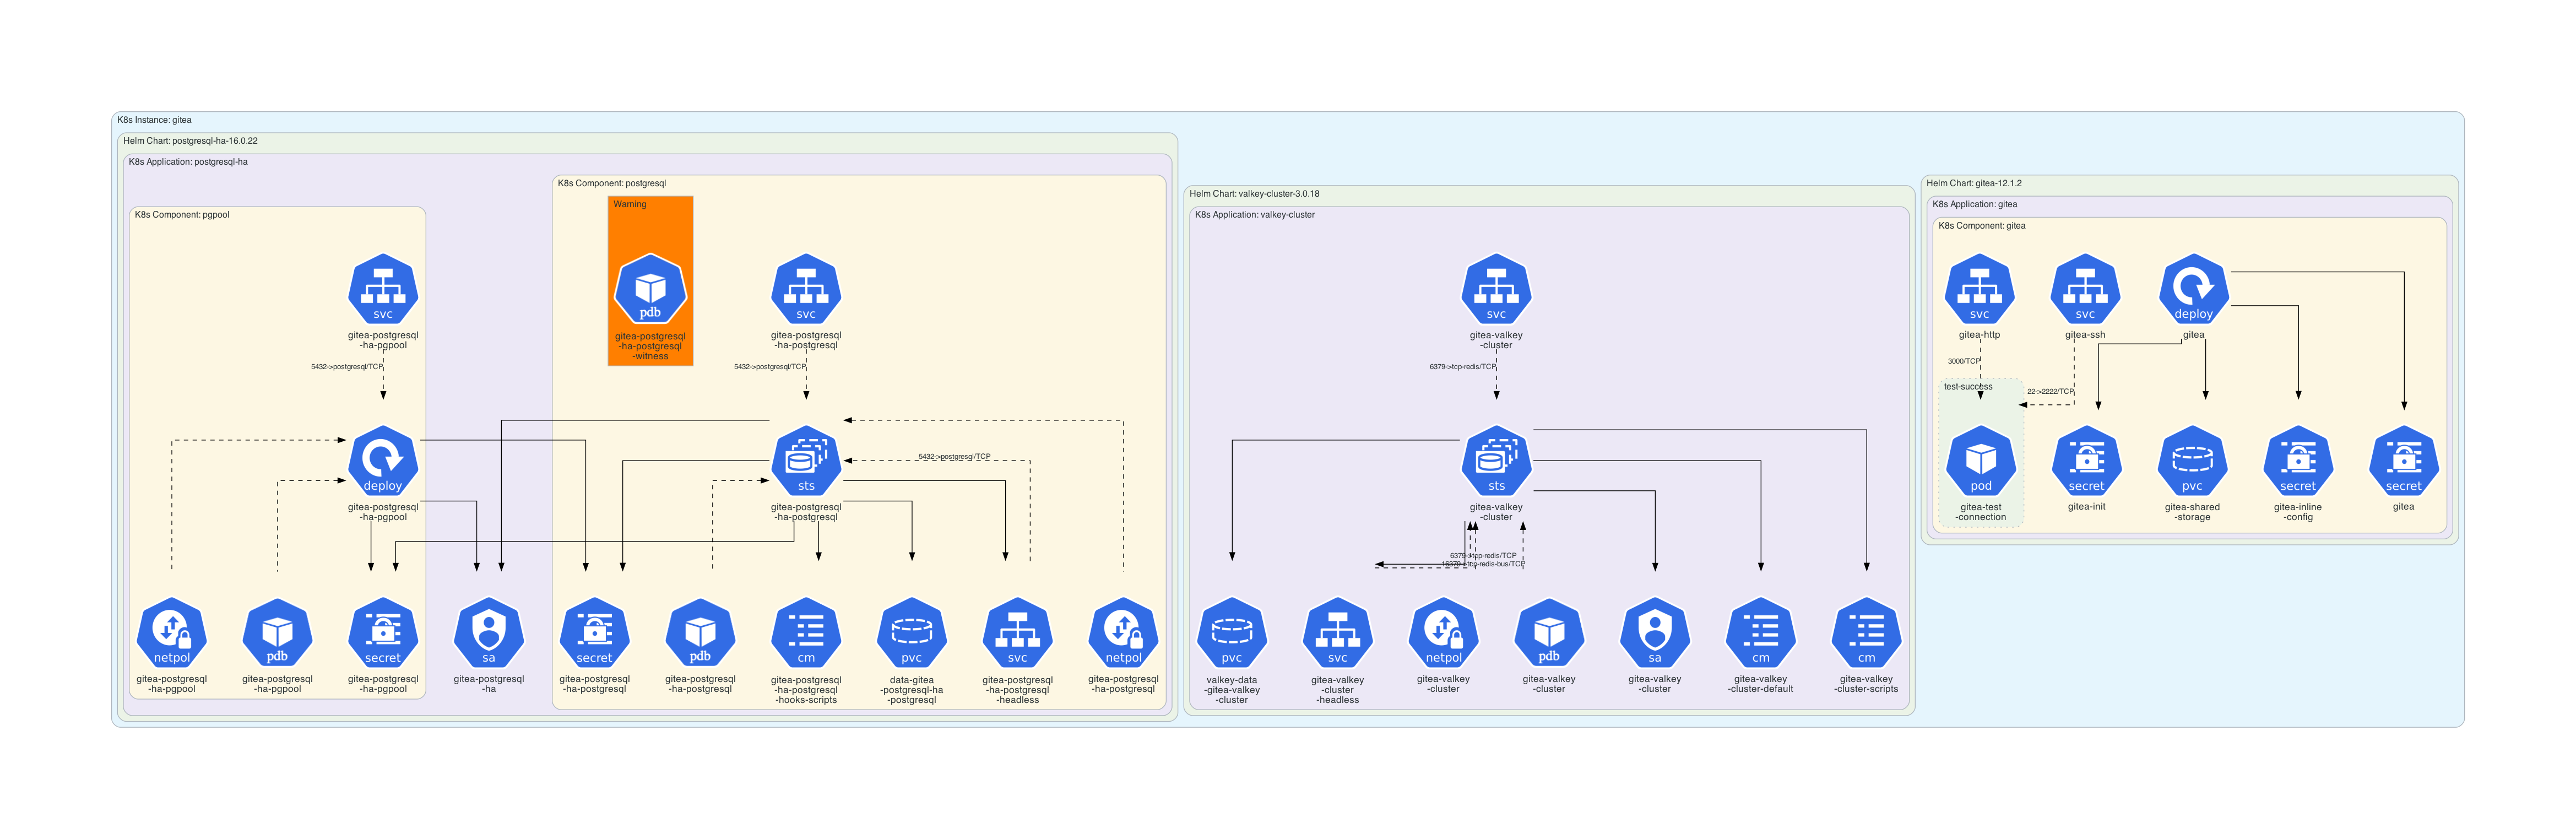 K8s Instance: gitea
Helm Chart: postgresql-ha-16.0.22
K8s Application: postgresql-ha
K8s Component: pgpool
svc
gitea-postgresql
-ha-pgpool
5432->postgresql/TCP
deploy
gitea-postgresql
-ha-pgpool
netpol
gitea-postgresql
-ha-pgpool
pdb
gitea-postgresql
-ha-pgpool
secret
gitea-postgresql
-ha-pgpool
sa
gitea-postgresql
-ha
K8s Component: postgresql
Warning
pdb
gitea-postgresql
-ha-postgresql
-witness
svc
gitea-postgresql
-ha-postgresql
5432->postgresql/TCP
sts
gitea-postgresql
-ha-postgresql
5432->postgresql/TCP
secret
gitea-postgresql
-ha-postgresql
pdb
gitea-postgresql
-ha-postgresql
cm
gitea-postgresql
-ha-postgresql
-hooks-scripts
pvc
data-gitea
-postgresql-ha
-postgresql
svc
gitea-postgresql
-ha-postgresql
-headless
netpol
gitea-postgresql
-ha-postgresql
Helm Chart: valkey-cluster-3.0.18
K8s Application: valkey-cluster
svc
gitea-valkey
-cluster
6379->tcp-redis/TCP
sts
gitea-valkey
-cluster
6379->tcp-redis/TCP
16379->tcp-redis-bus/TCP
pvc
valkey-data
-gitea-valkey
-cluster
svc
gitea-valkey
-cluster
-headless
netpol
gitea-valkey
-cluster
pdb
gitea-valkey
-cluster
sa
gitea-valkey
-cluster
cm
gitea-valkey
-cluster-default
cm
gitea-valkey
-cluster-scripts
Helm Chart: gitea-12.1.2
K8s Application: gitea
K8s Component: gitea
svc
gitea-http
svc
gitea-ssh
deploy
gitea
3000/TCP
22->2222/TCP
test-success
pod
gitea-test
-connection
secret
gitea-init
pvc
gitea-shared
-storage
secret
gitea-inline
-config
secret
gitea